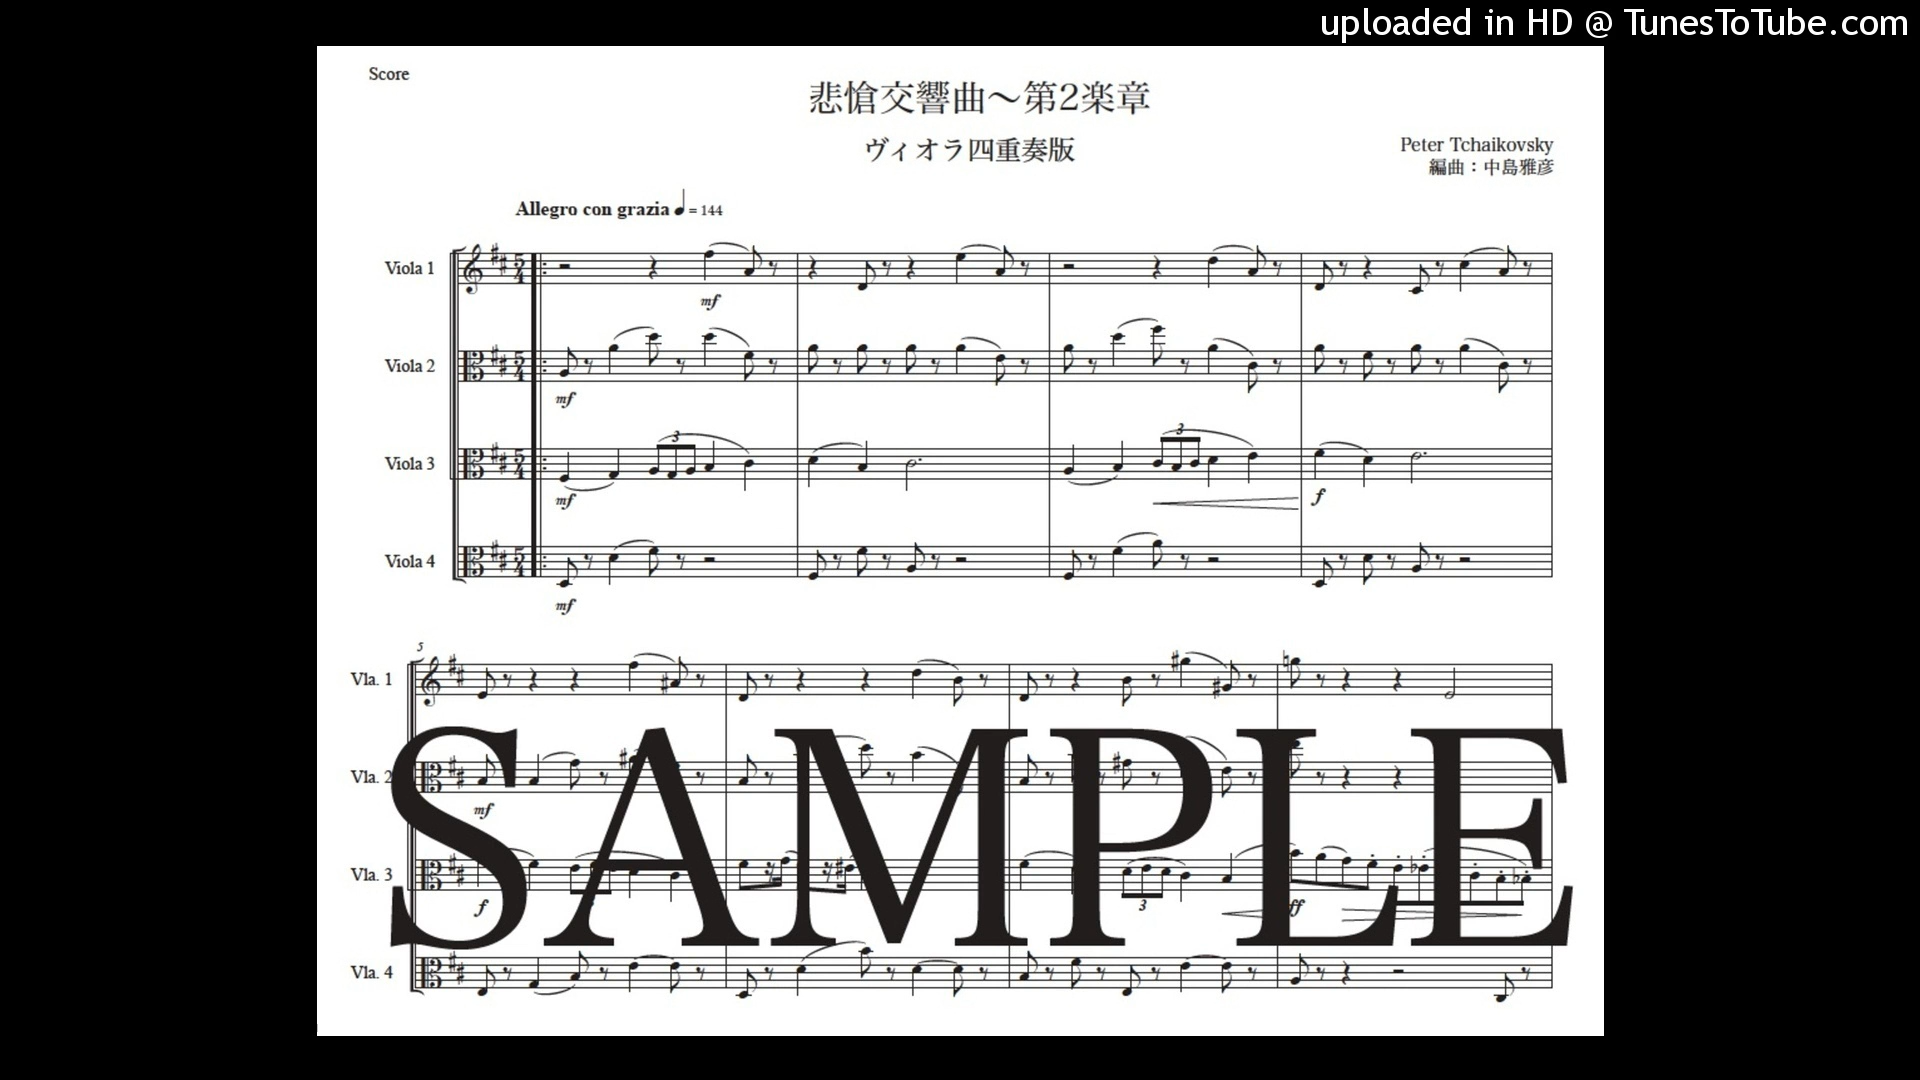 uploaded in HD @ TunesToTube.com
Score
悲愴交響曲～第2楽章
ヴィオラ四重奏版
Peter Tchaikovsky
編曲：中島雅彦
Allegro con grazia ♩ = 144
Viola 1
mf
Viola 2
mf
3
3
Viola 3
mf
f
Viola 4
mf
5
Vla. 1
Vla. 2
mf
Vla. 3
f
3
ff
Vla. 4
SAMPLE